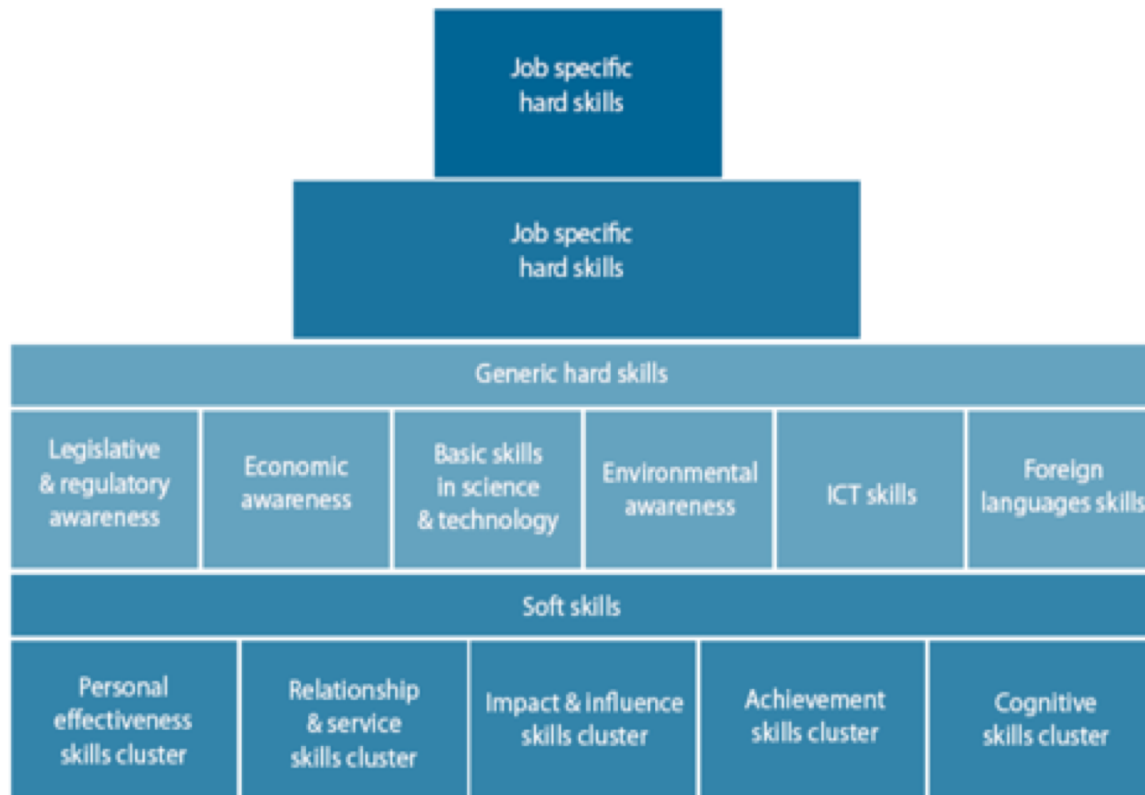 Job specific
hard skills
Job specific
hard skills
Generic hard skills
Legislative
& regulatory
awareness
Economic
awareness
Basic skills
in science
& technology
Environmental
awareness
ICT skills
Foreign
languages skills
Soft skills
Personal
effectiveness
skills cluster
Relationship
& service
skills cluster
Impact & influence
skills cluster
Achievement
skills cluster
Cognitive
skills cluster